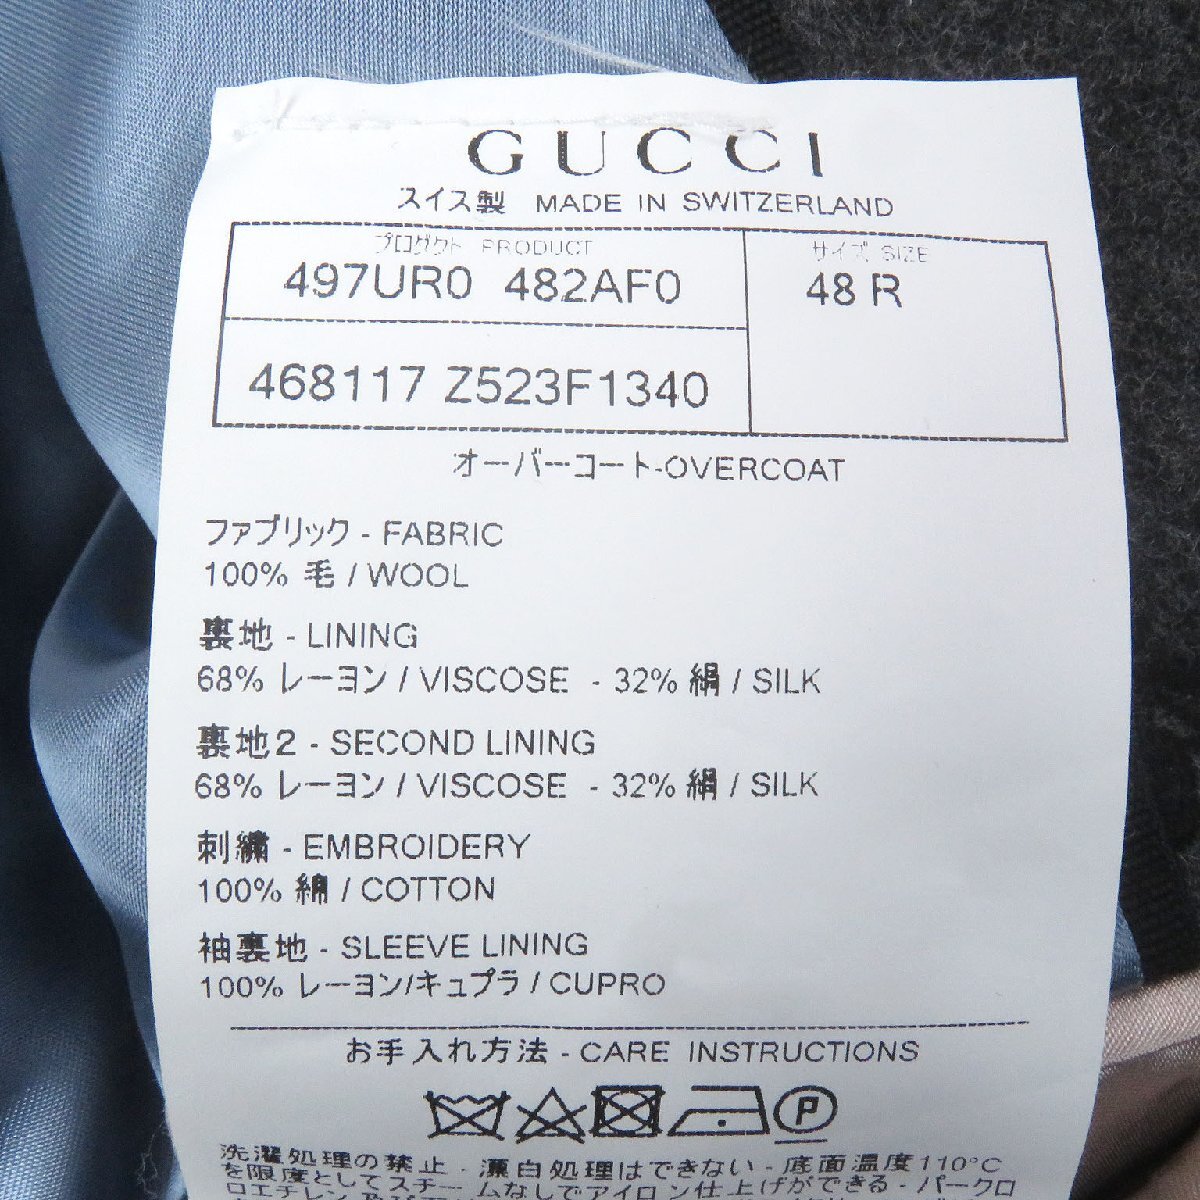 GUCCI
スイス製 MADE IN SWITZERLAND
プロダクト PRODUCT
サイズ SIZE
497UR0 482AF0
48 R
468117 Z523F1340
オーバーコート-OVERCOAT
ファブリック - FABRIC
100% 毛 / WOOL
裏地 - LINING
68% レーヨン / VISCOSE - 32% 絹 / SILK
裏地2 - SECOND LINING
68% レーヨン / VISCOSE - 32% 絹 / SILK
刺繍 - EMBROIDERY
100% 綿 / COTTON
袖裏地 - SLEEVE LINING
100% レーヨン/キュプラ / CUPRO
お手入れ方法 - CARE INSTRUCTIONS
P
洗濯処理の禁止 - 漂白処理はできない - 底面温度110°C
を限度としてスチームなしでアイロン仕上げができる - パークロ
ロエチレン及び